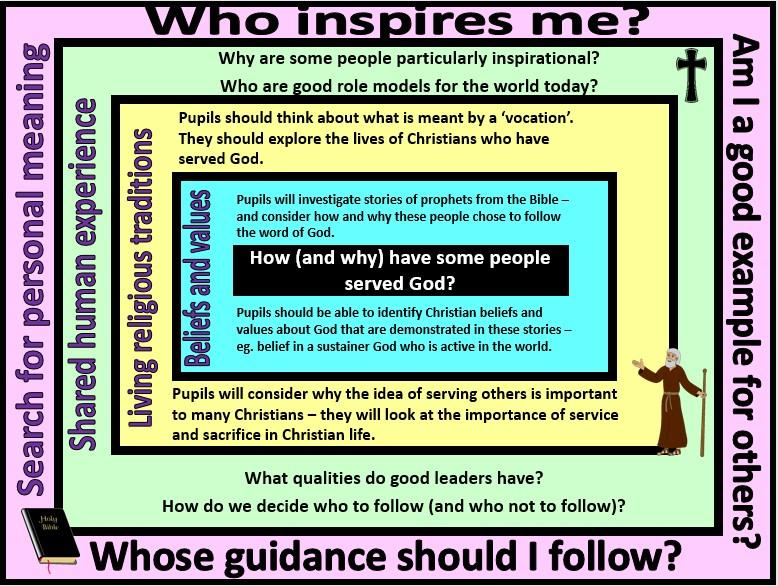 Who inspires me?
Search for personal meaning
Shared human experience
Why are some people particularly inspirational?
Who are good role models for the world today?
Living religious traditions
Pupils should think about what is meant by a ‘vocation’.
They should explore the lives of Christians who have
served God.
Beliefs and values
Pupils will investigate stories of prophets from the Bible –
and consider how and why these people chose to follow
the word of God.
How (and why) have some people
served God?
Pupils should be able to identify Christian beliefs and
values about God that are demonstrated in these stories –
eg. belief in a sustainer God who is active in the world.
Pupils will consider why the idea of serving others is important
to many Christians – they will look at the importance of service
and sacrifice in Christian life.
What qualities do good leaders have?
How do we decide who to follow (and who not to follow)?
Am I a good example for others?
Holy
Bible
Whose guidance should I follow?